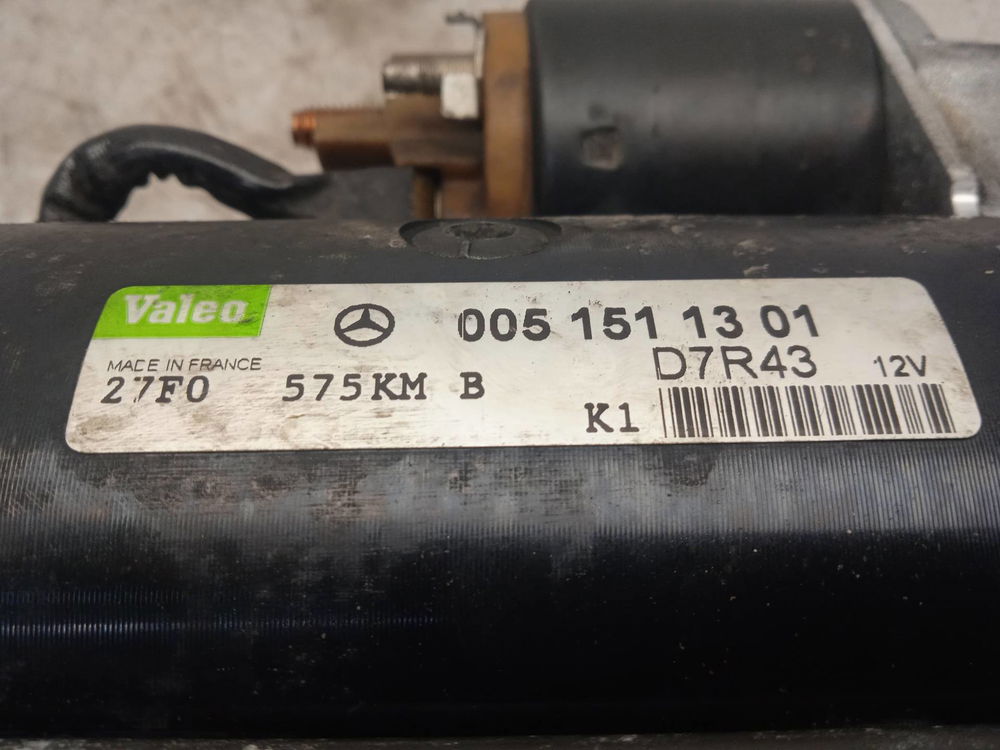 Valeo 005 151 13 01
MADE IN FRANCE D7R43 12V
27F0 575KM B
K1